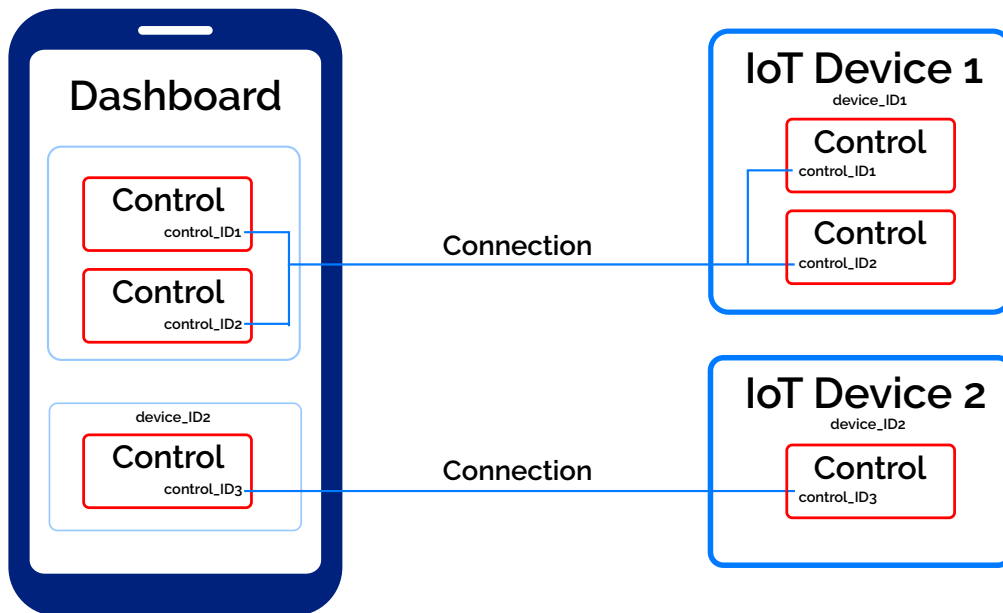 Dashboard
Control
control_ID1
Control
control_ID2
device_ID2
Control
control_ID3
Connection
Connection
IoT Device 1
device_ID1
Control
control_ID1
Control
control_ID2
IoT Device 2
device_ID2
Control
control_ID3